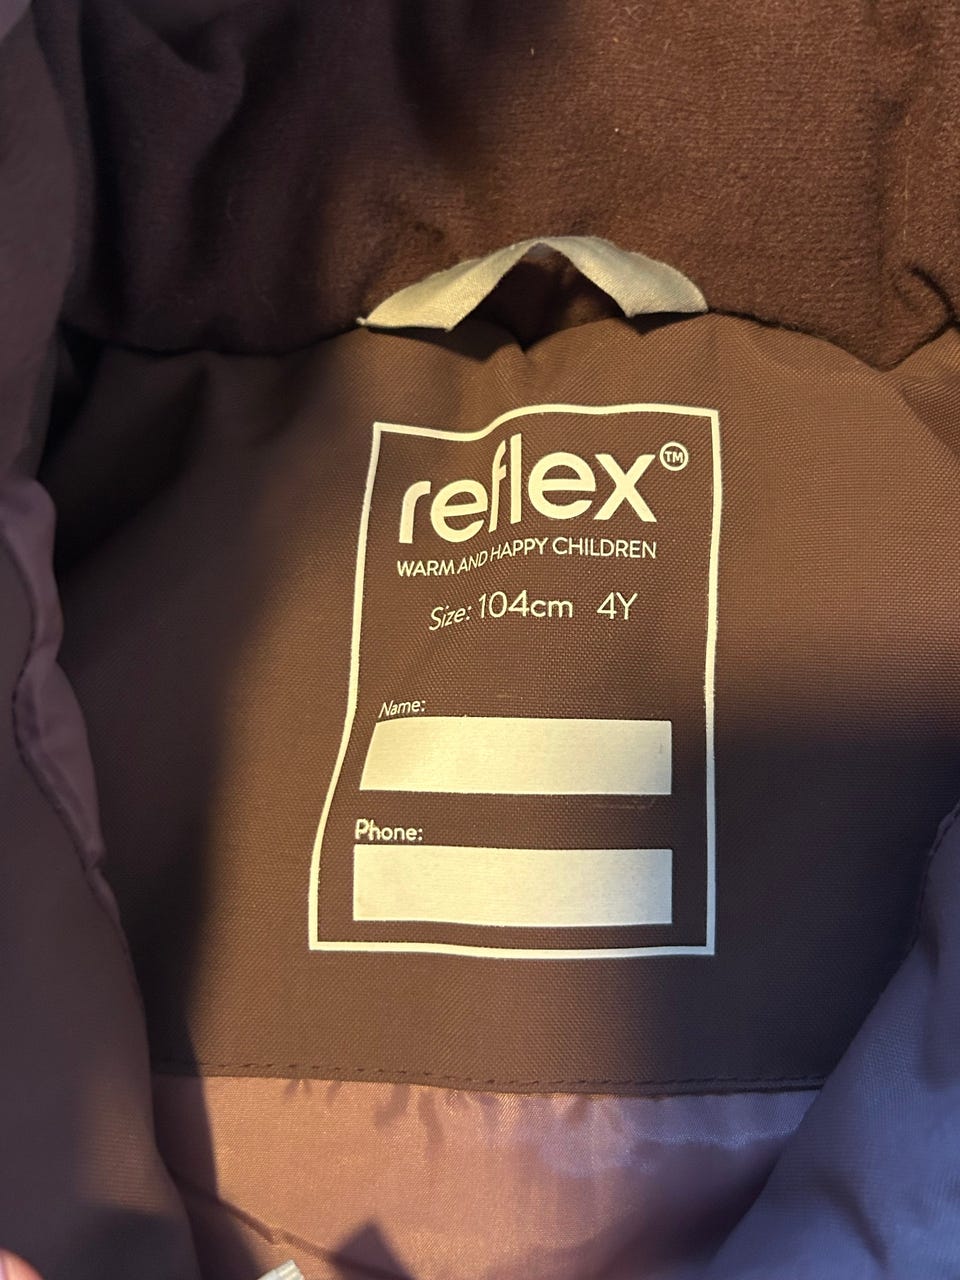 reflex™
WARM AND HAPPY CHILDREN
Size: 104cm 4Y
Name:
Phone: